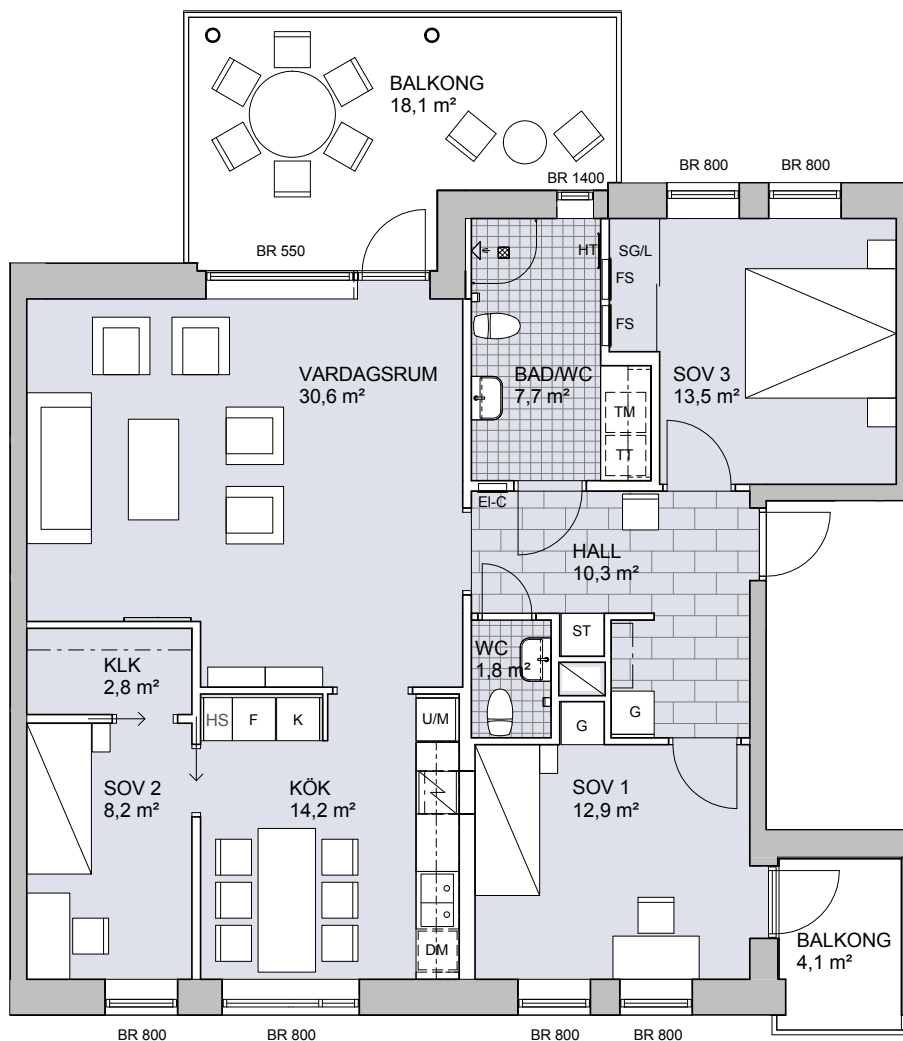 BALKONG
18,1 m²
BR 800
BR 800
BR 1400
BR 550
HT
SG/L
FS
FS
VARDAGSRUM
30,6 m²
BAD/WC
7,7 m²
SOV 3
13,5 m²
TM
TT
El-C
HALL
10,3 m²
ST
WC
1,8 m²
KLK
2,8 m²
HS
F
K
U/M
G
G
SOV 2
8,2 m²
KÖK
14,2 m²
SOV 1
12,9 m²
DM
BALKONG
4,1 m²
BR 800
BR 800
BR 800
BR 800